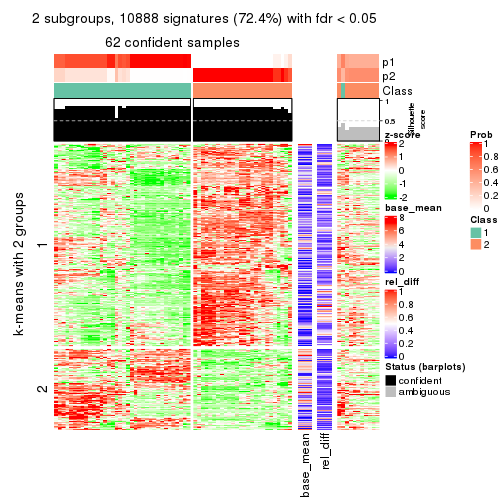 2 subgroups, 10888 signatures (72.4%) with fdr < 0.05
62 confident samples
p1
p2
Class
1
0.5
0
Silhouette
score
k-means with 2 groups
1
2
base_mean
rel_diff
z-score
2
1
0
-1
-2
base_mean
8
6
4
2
0
rel_diff
1
0.8
0.6
0.4
0.2
0
Status (barplots)
confident
ambiguous
Prob
1
0.8
0.6
0.4
0.2
0
Class
1
2